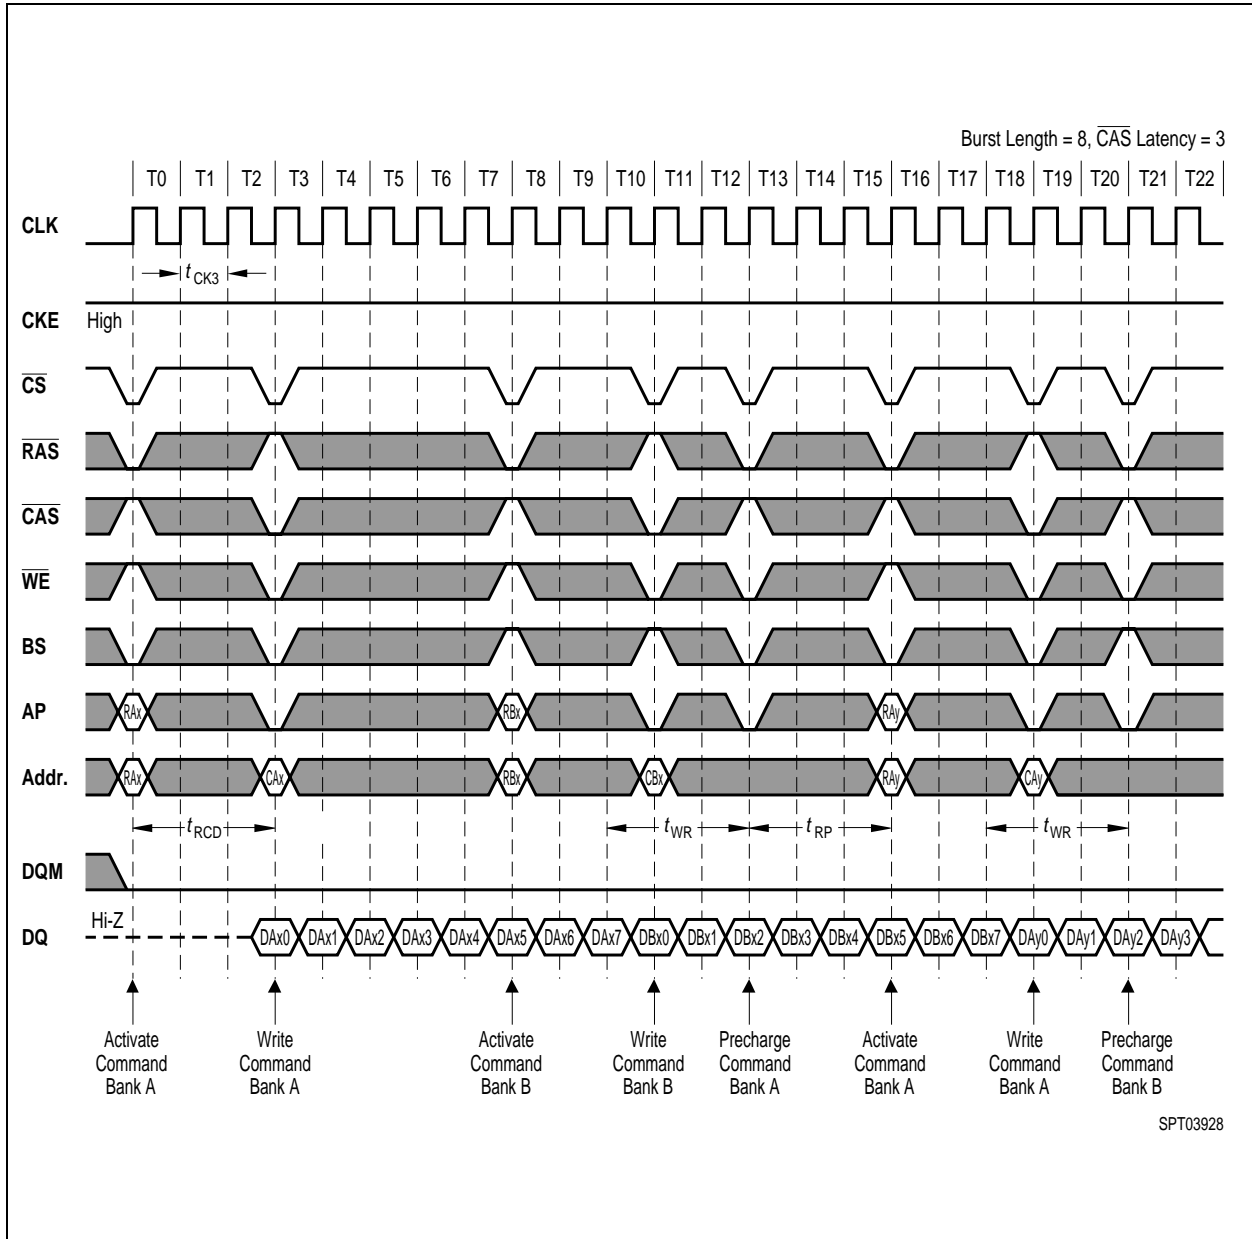 Burst Length = 8, CAS Latency = 3
T0 T1 T2 T3 T4 T5 T6 T7 T8 T9 T10 T11 T12 T13 T14 T15 T16 T17 T18 T19 T20 T21 T22
CLK
t CK3
CKE High
CS
RAS
CAS
WE
BS
AP RAx RBx RAy
Addr. RAx CAx RBx CBx RAy CAy
t RCD t WR t RP t WR
DQM
Hi-Z
DQ DAx0 DAx1 DAx2 DAx3 DAx4 DAx5 DAx6 DAx7 DBx0 DBx1 DBx2 DBx3 DBx4 DBx5 DBx6 DBx7 DAy0 DAy1 DAy2 DAy3
Activate Command Bank A
Write Command Bank A
Activate Command Bank B
Write Command Bank B
Precharge Command Bank A
Activate Command Bank A
Write Command Bank A
Precharge Command Bank B
SPT03928